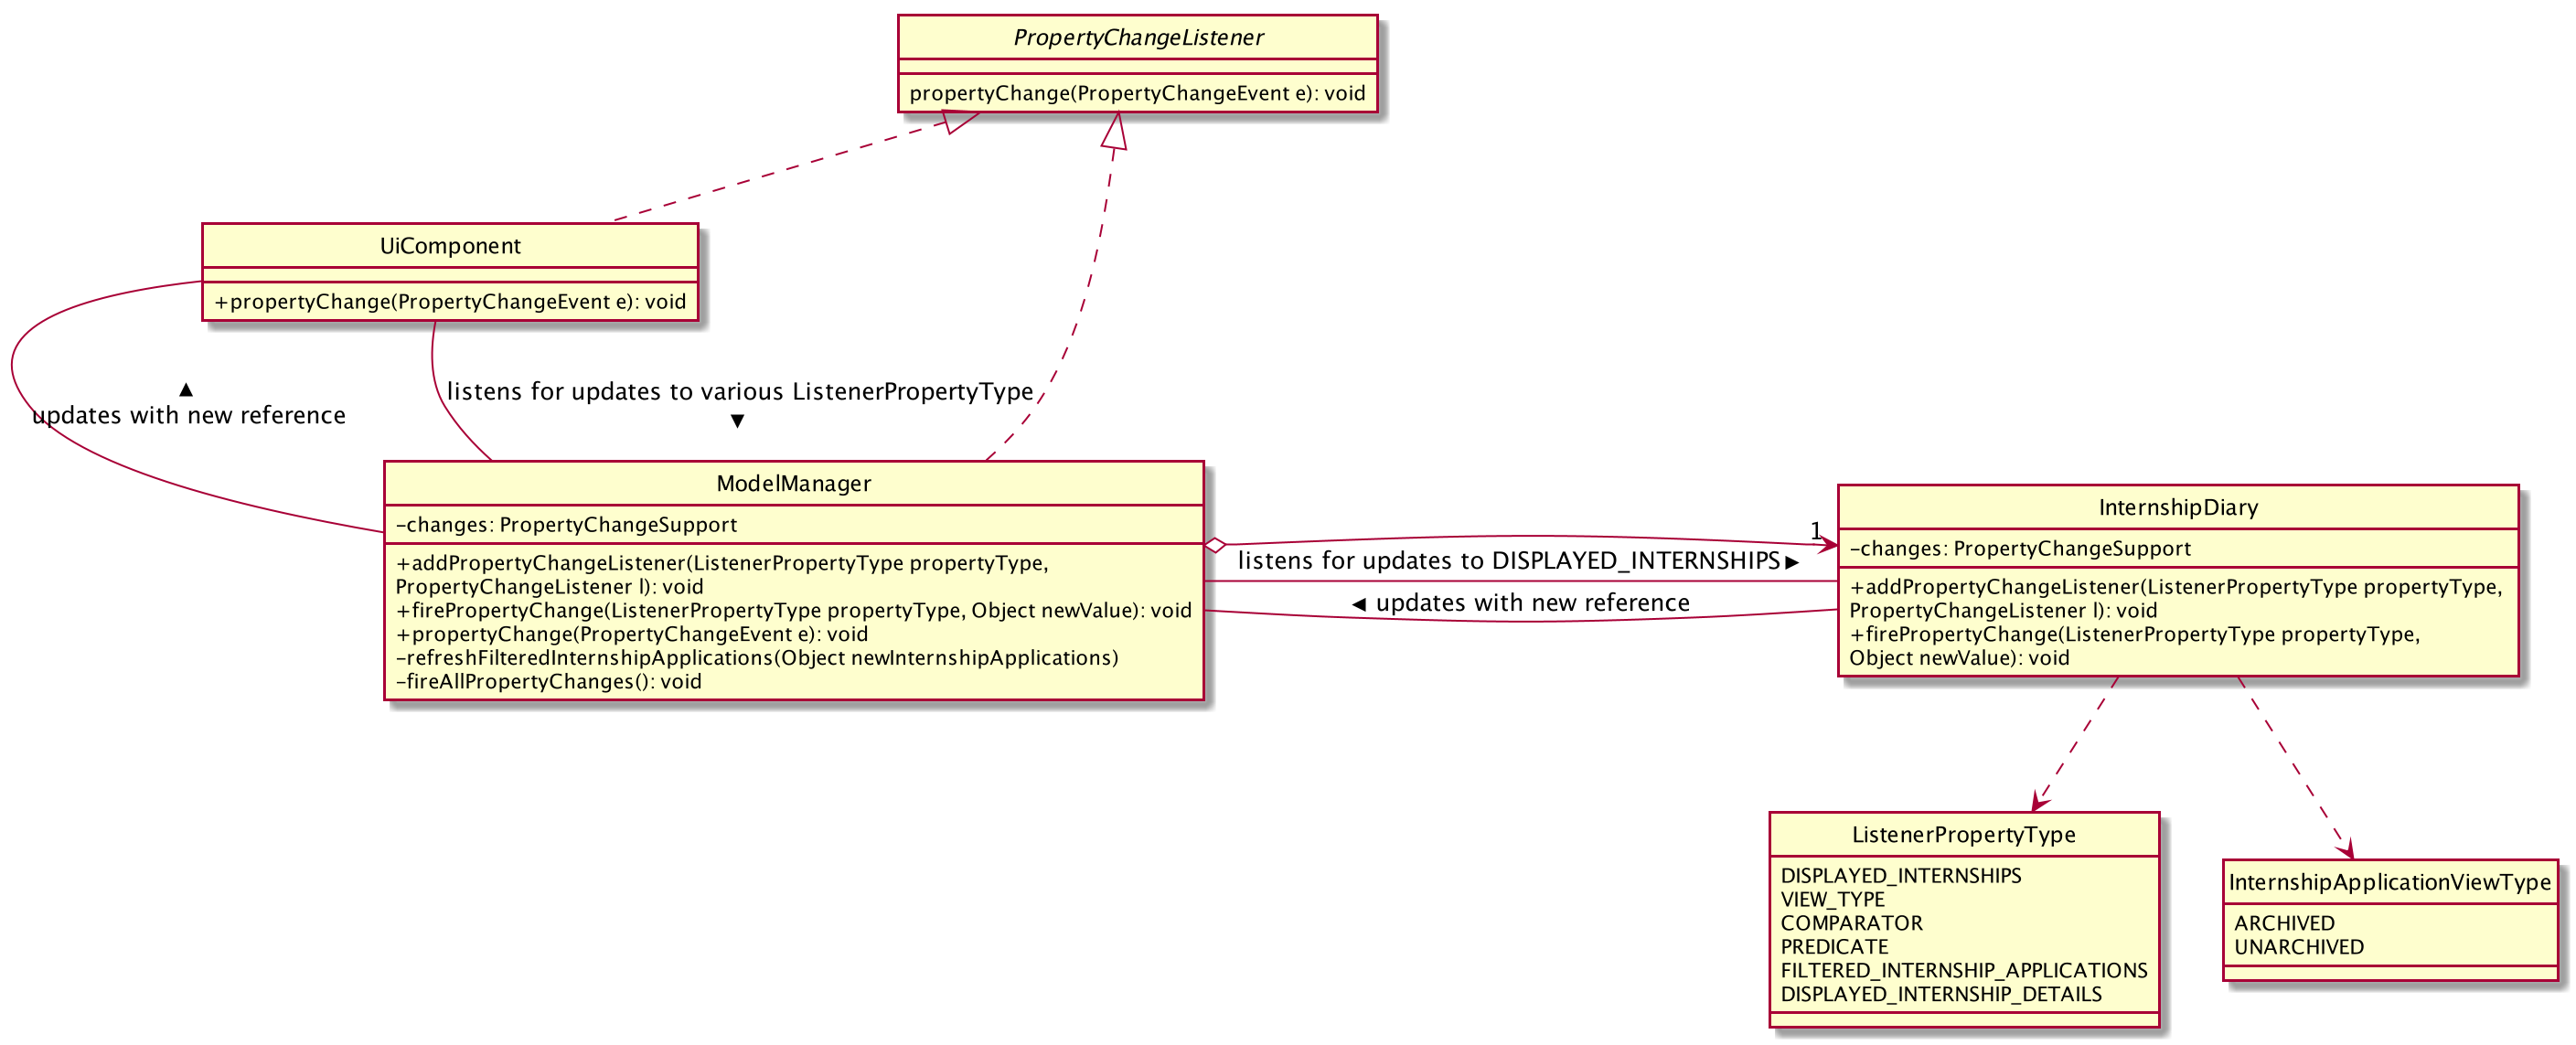 PropertyChangeListener
propertyChange(PropertyChangeEvent e): void
UiComponent
+propertyChange(PropertyChangeEvent e): void
▲
updates with new reference
listens for updates to various ListenerPropertyType
▼
ModelManager
–changes: PropertyChangeSupport
+addPropertyChangeListener(ListenerPropertyType propertyType,
PropertyChangeListener l): void
+firePropertyChange(ListenerPropertyType propertyType, Object newValue): void
+propertyChange(PropertyChangeEvent e): void
–refreshFilteredInternshipApplications(Object newInternshipApplications)
–fireAllPropertyChanges(): void
1
listens for updates to DISPLAYED_INTERNSHIPS ►
◄ updates with new reference
InternshipDiary
–changes: PropertyChangeSupport
+addPropertyChangeListener(ListenerPropertyType propertyType,
PropertyChangeListener l): void
+firePropertyChange(ListenerPropertyType propertyType,
Object newValue): void
ListenerPropertyType
DISPLAYED_INTERNSHIPS
VIEW_TYPE
COMPARATOR
PREDICATE
FILTERED_INTERNSHIP_APPLICATIONS
DISPLAYED_INTERNSHIP_DETAILS
InternshipApplicationViewType
ARCHIVED
UNARCHIVED